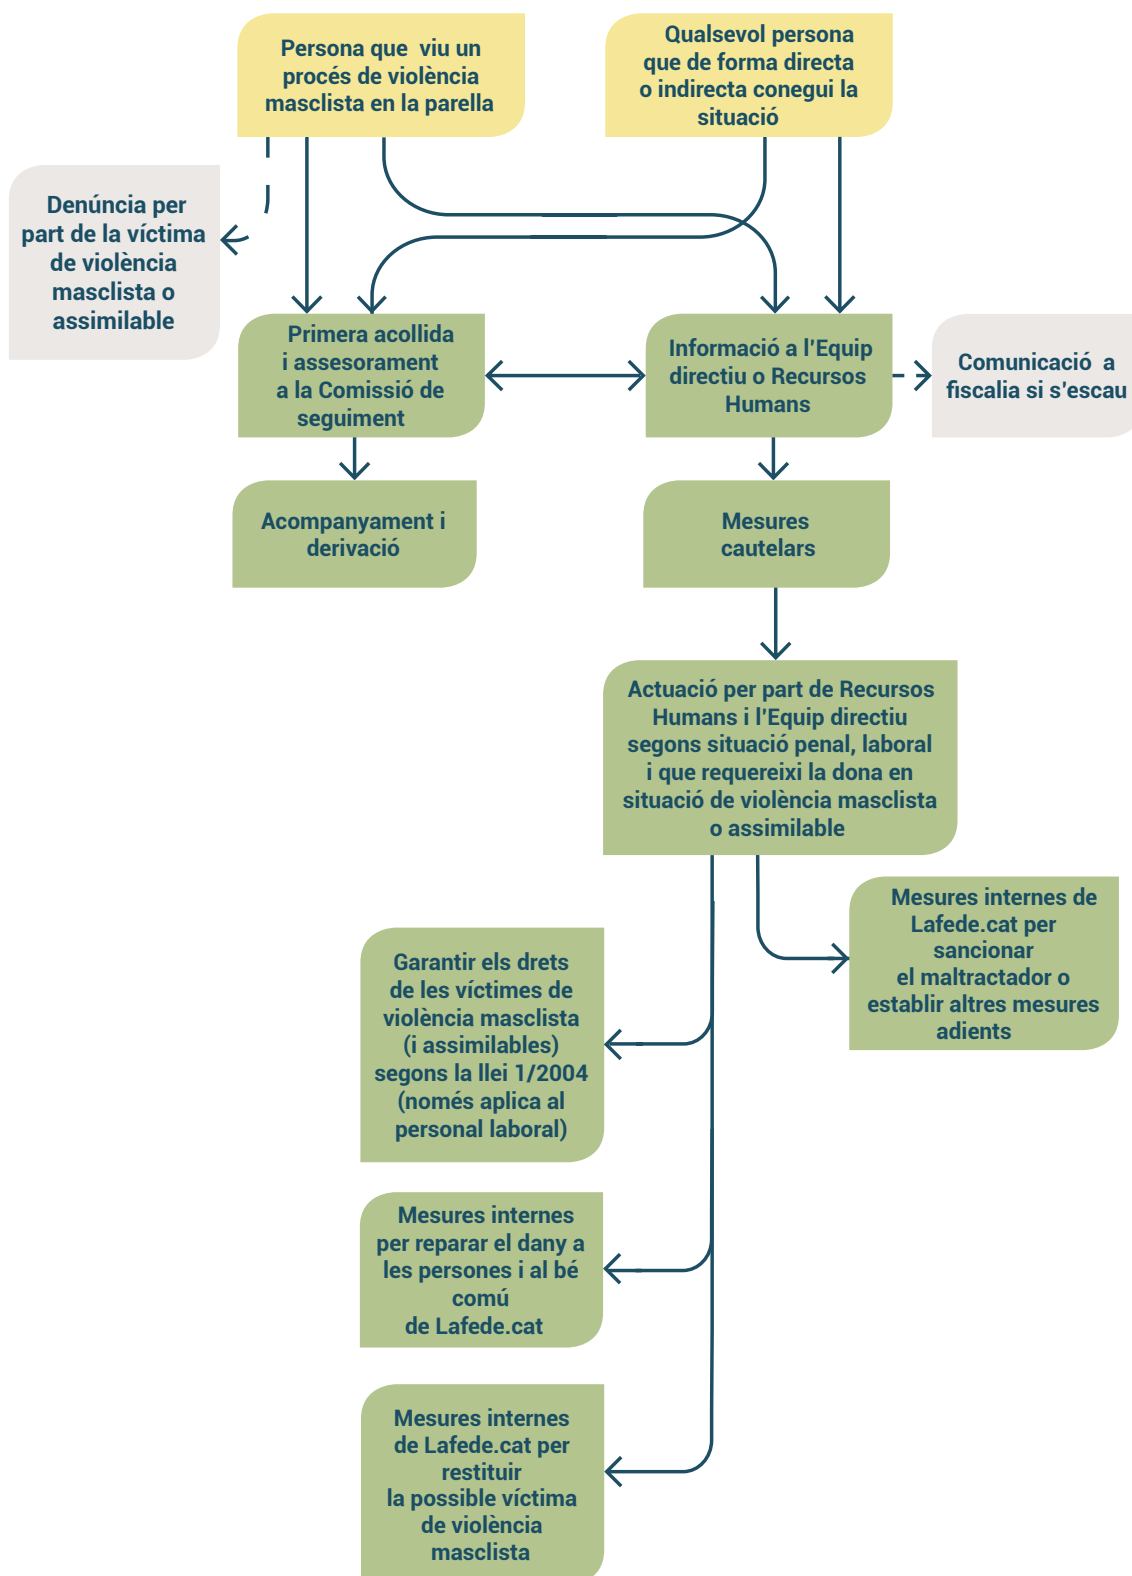 Persona que viu un
procés de violència
masclista en la parella
Qualsevol persona
que de forma directa
o indirecta conegui la
situació
Denúncia per
part de la víctima
de violència
masclista o
assimilable
Primera acollida
i assesorament
a la Comissió de
seguiment
Informació a l'Equip
directiu o Recursos
Humans
Comunicació a
fiscalia si s'escau
Acompanyament i
derivació
Mesures
cautelars
Actuació per part de Recursos
Humans i l'Equip directiu
segons situació penal, laboral
i que requereixi la dona en
situació de violència masclista
o assimilable
Mesures internes de
Lafede.cat per
sancionar
el maltractador o
establir altres mesures
adients
Garantir els drets
de les víctimes de
violència masclista
(i assimilables)
segons la llei 1/2004
(només aplica al
personal laboral)
Mesures internes
per reparar el dany a
les persones i al bé
comú
de Lafede.cat
Mesures internes
de Lafede.cat per
restituir
la possible víctima
de violència
masclista